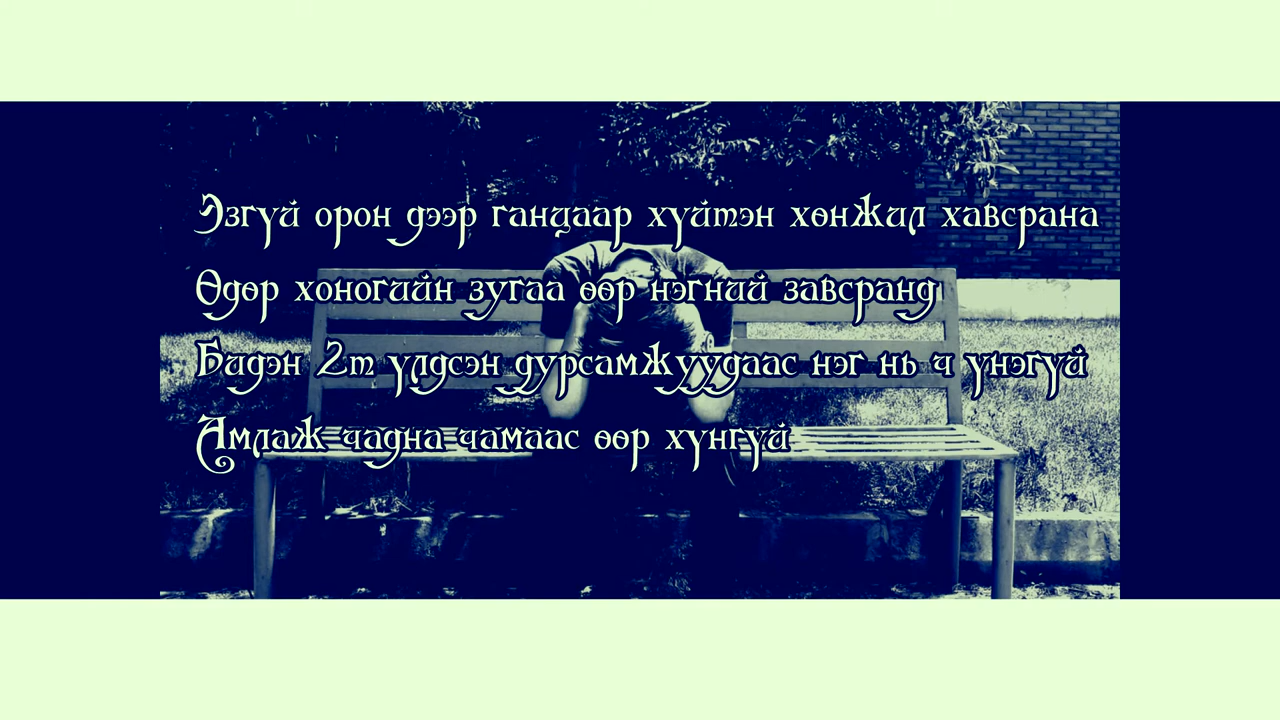 Эзгүй орон дээр ганцаар хүйтэн хөнжил хавсрана
Өдөр хоногийн зугаа өөр нэгний завсранд
Бидэн 2т үлдсэн дурсамжуудаас нэг нь ч үнэгүй
Амлаж чадна чамаас өөр хүнгүй